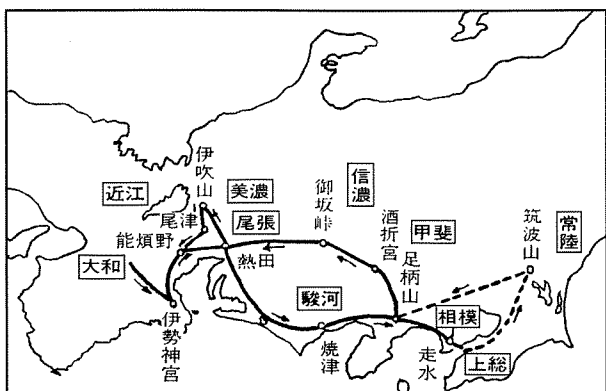 伊吹山
近江
美濃
尾津
尾張
能煩野
大和
熱田
伊勢神宮
御坂峠
信濃
酒折宮
甲斐
足柄山
駿河
焼津
相模
走水
上総
筑波山
常陸